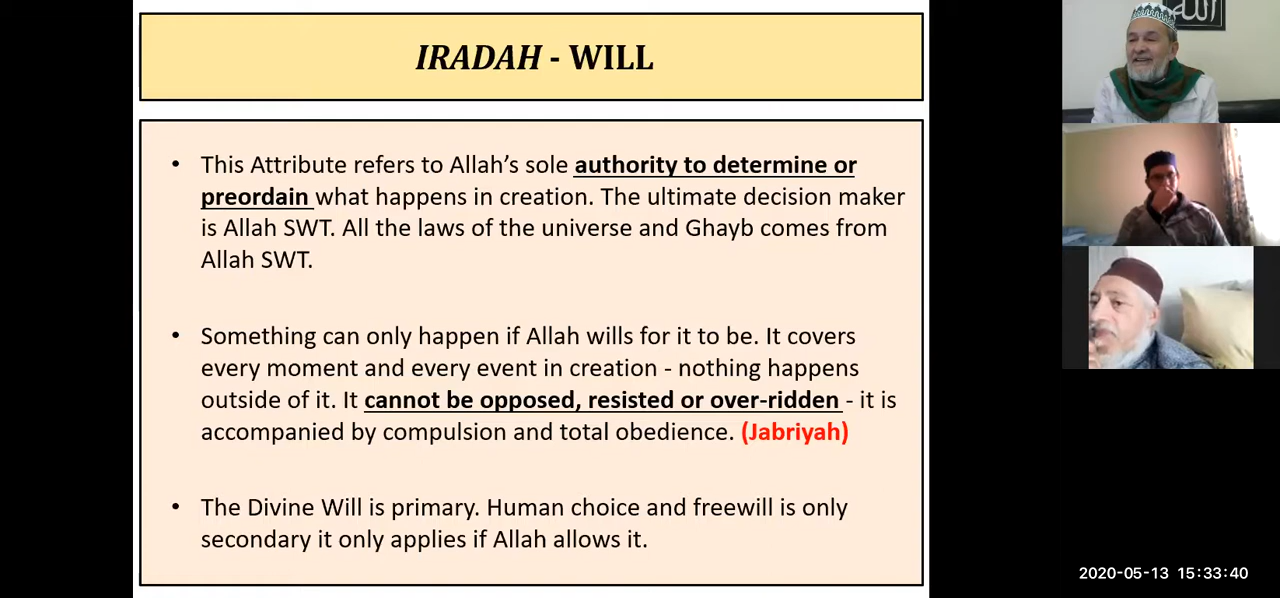 IRADAH - WILL
• This Attribute refers to Allah’s sole authority to determine or
preordain what happens in creation. The ultimate decision maker
is Allah SWT. All the laws of the universe and Ghayb comes from
Allah SWT.
• Something can only happen if Allah wills for it to be. It covers
every moment and every event in creation - nothing happens
outside of it. It cannot be opposed, resisted or over-ridden - it is
accompanied by compulsion and total obedience. (Jabriyah)
• The Divine Will is primary. Human choice and freewill is only
secondary it only applies if Allah allows it.
الله
2020-05-13 15:33:40